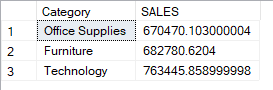 Category SALES
1 Office Supplies 670470.103000004
2 Furniture 682780.6204
3 Technology 763445.858999998